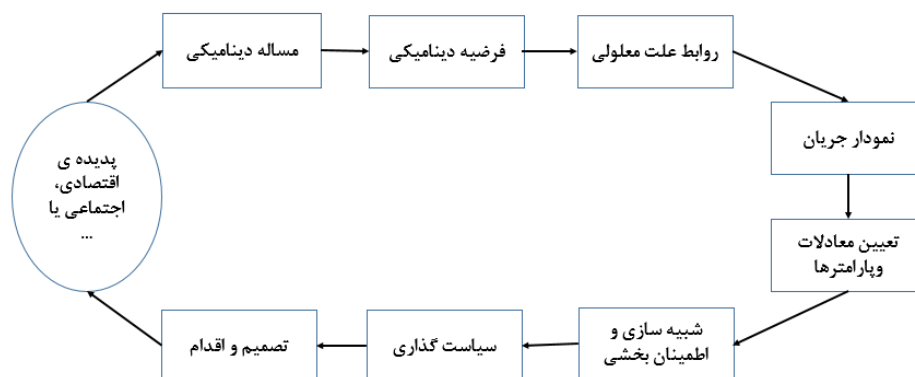 مساله دینامیکی
فرضیه دینامیکی
روابط علت معلولی
نمودار جریان
تعیین معادلات
وپارامترها
شبیه سازی و
اطمینان بخشی
سیاست گذاری
تصمیم و اقدام
پدیده ی
اقتصادی،
اجتماعی یا
...